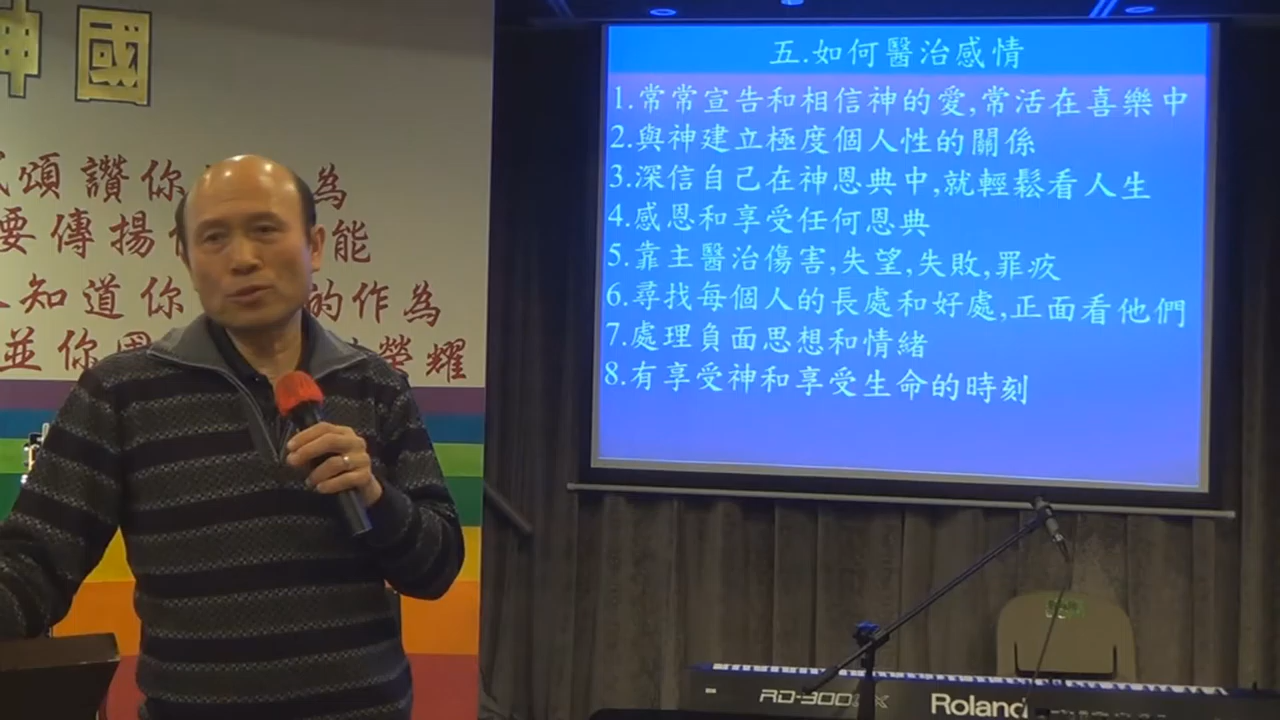 神國
頌讚你 為
要傳揚 能
知道你 的作為
並你國 榮耀
五.如何醫治感情
1.常常宣告和相信神的愛,常活在喜樂中
2.與神建立極度個人性的關係
3.深信自己在神恩典中,就輕鬆看人生
4.感恩和享受任何恩典
5.靠主醫治傷害,失望,失敗,罪疚
6.尋找每個人的長處和好處,正面看他們
7.處理負面思想和情緒
8.有享受神和享受生命的時刻
RD-300GX Roland